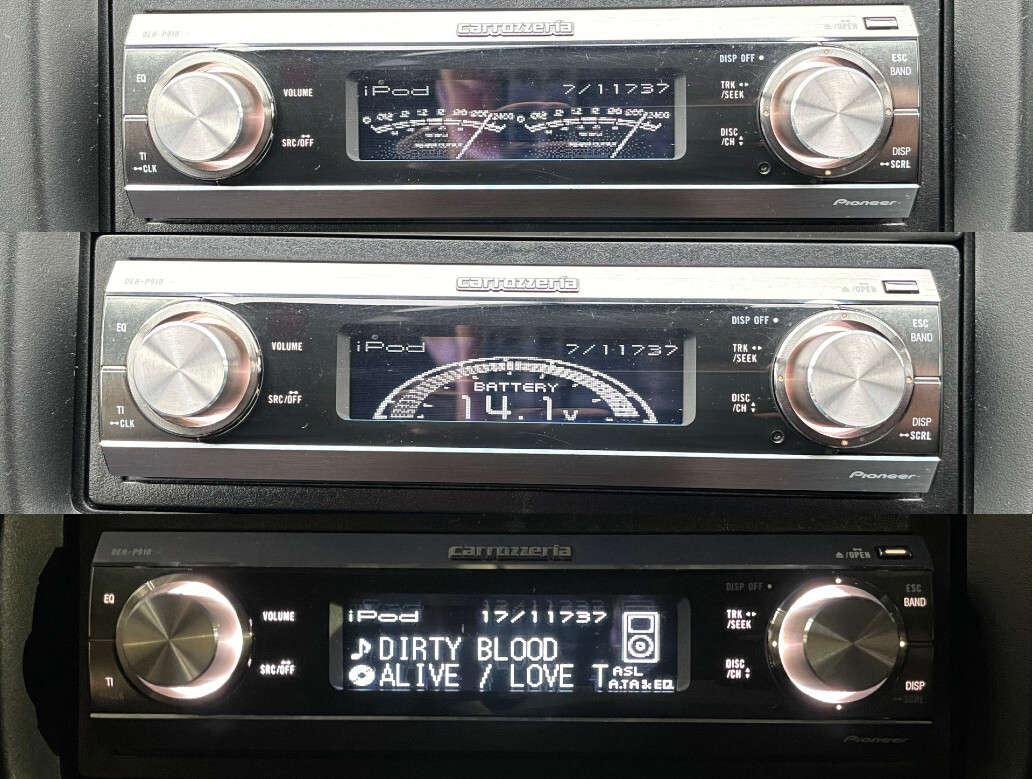 DEH-P910
carrozzeria
/OPEN
EQ
VOLUME
SRC/OFF
TI
CLK
iPod 7/11737
DISP OFF
TRK
/SEEK
DISC
/CH
ESC
BAND
DISP
SCRL
Pioneer
DEH-P910
carrozzeria
/OPEN
EQ
VOLUME
SRC/OFF
TI
CLK
iPod 7/11737
BATTERY
14.1v
DISP OFF
TRK
/SEEK
DISC
/CH
ESC
BAND
DISP
SCRL
Pioneer
DEH-P910
carrozzeria
/OPEN
EQ
VOLUME
SRC/OFF
TI
iPod 17/11737
DIRTY BLOOD
ALIVE / LOVE T
ASL
A.TA&EQ
DISP OFF
TRK
/SEEK
DISC
/CH
ESC
BAND
DISP
SCRL
Pioneer